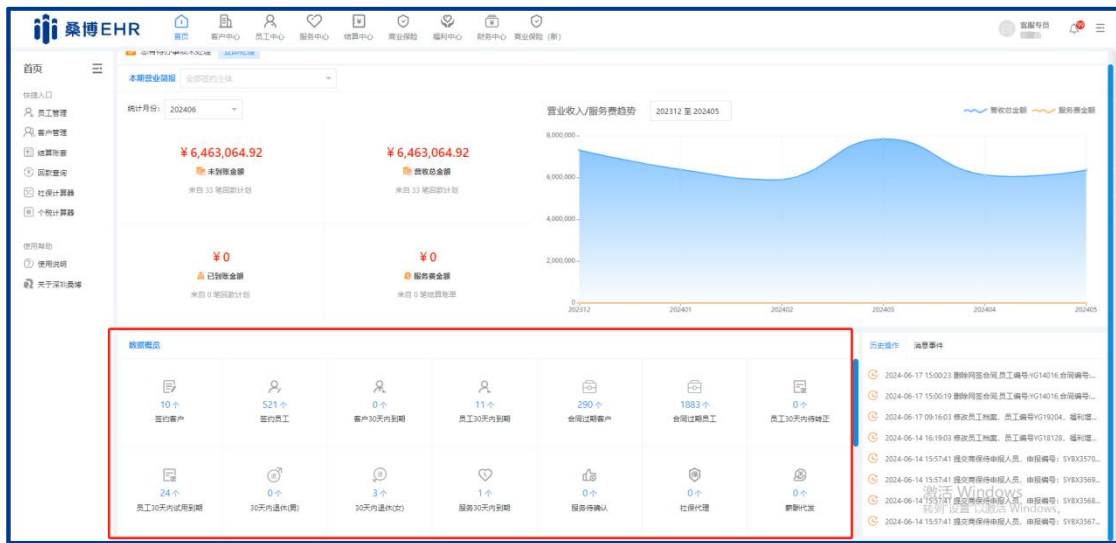 桑博EHR
首页 客户中心 员工中心 服务中心 结算中心 商业保险 福利中心 财务中心 商业保险（新）
客服专员
99
首页
快捷入口
员工管理
客户管理
结算账套
回款查询
社保计算器
个税计算器
使用帮助
使用说明
关于深圳桑博
您有待办事项未处理 立即处理
本期营业简报 全部签约主体
统计月份： 202406
¥ 6,463,064.92
未到账金额
来自 33 笔回款计划
¥ 6,463,064.92
营收总金额
来自 33 笔回款计划
¥ 0
已到账金额
来自 0 笔回款计划
¥ 0
服务费金额
来自 0 笔结算账单
营业收入/服务费趋势 202312 至 202405
营收总金额 服务费金额
8,000,000
6,000,000
4,000,000
2,000,000
0
202312 202401 202402 202403 202404 202405
数据概览
10 个 521 个 0 个 11 个 290 个 1883 个 0 个
签约客户 签约员工 客户30天内到期 员工30天内到期 合同过期客户 合同过期员工 员工30天内待转正
24 个 0 个 3 个 1 个 0 个 0 个 0 个
员工30天内试用到期 30天内退休(男) 30天内退休(女) 服务30天内到期 服务待确认 社保代理 薪酬代发
历史操作 消息事件
2024-06-17 15:00:23 删除网签合同,员工编号:YG14016,合同编号:...
2024-06-17 15:00:19 删除网签合同,员工编号:YG14016,合同编号:...
2024-06-17 09:16:03 修改员工档案，员工编号YG19204，福利增...
2024-06-14 16:19:03 修改员工档案，员工编号YG18128，福利增...
2024-06-14 15:57:41 提交商保待申报人员，申报编号：SYBX3570...
2024-06-14 15:57:41 提交商保待申报人员，申报编号：SYBX3569...
2024-06-14 15:57:41 提交商保待申报人员，申报编号：SYBX3568...
2024-06-14 15:57:41 提交商保待申报人员，申报编号：SYBX3567...
激活 Windows
转到"设置"以激活 Windows。